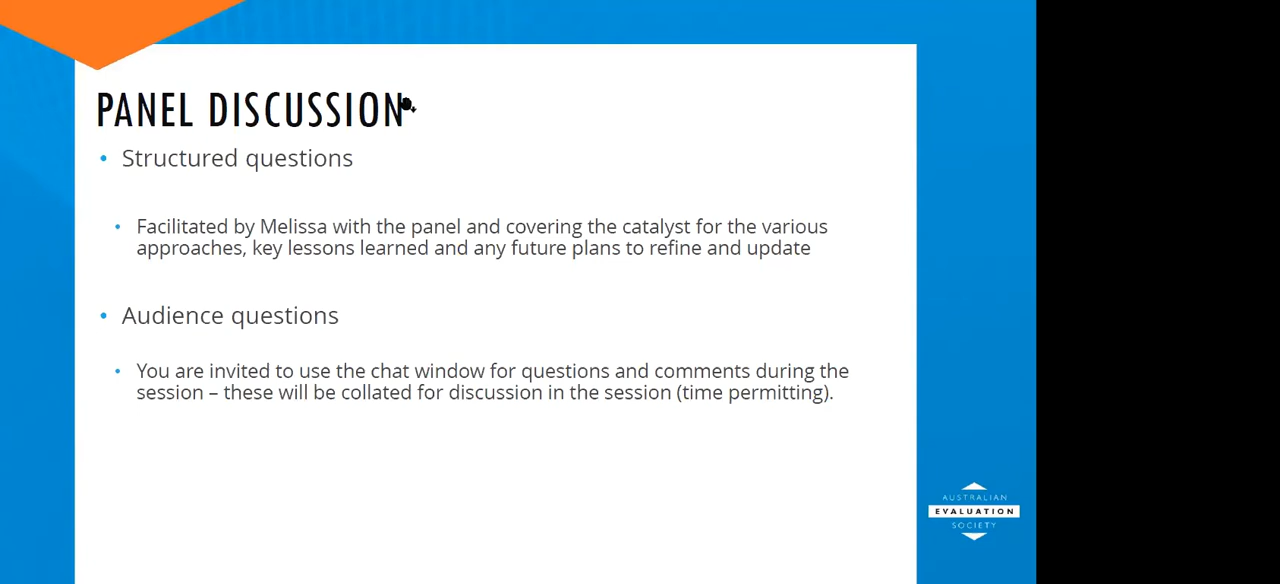 PANEL DISCUSSION
• Structured questions
• Facilitated by Melissa with the panel and covering the catalyst for the various
approaches, key lessons learned and any future plans to refine and update
• Audience questions
• You are invited to use the chat window for questions and comments during the
session – these will be collated for discussion in the session (time permitting).
AUSTRALIAN
EVALUATION
SOCIETY